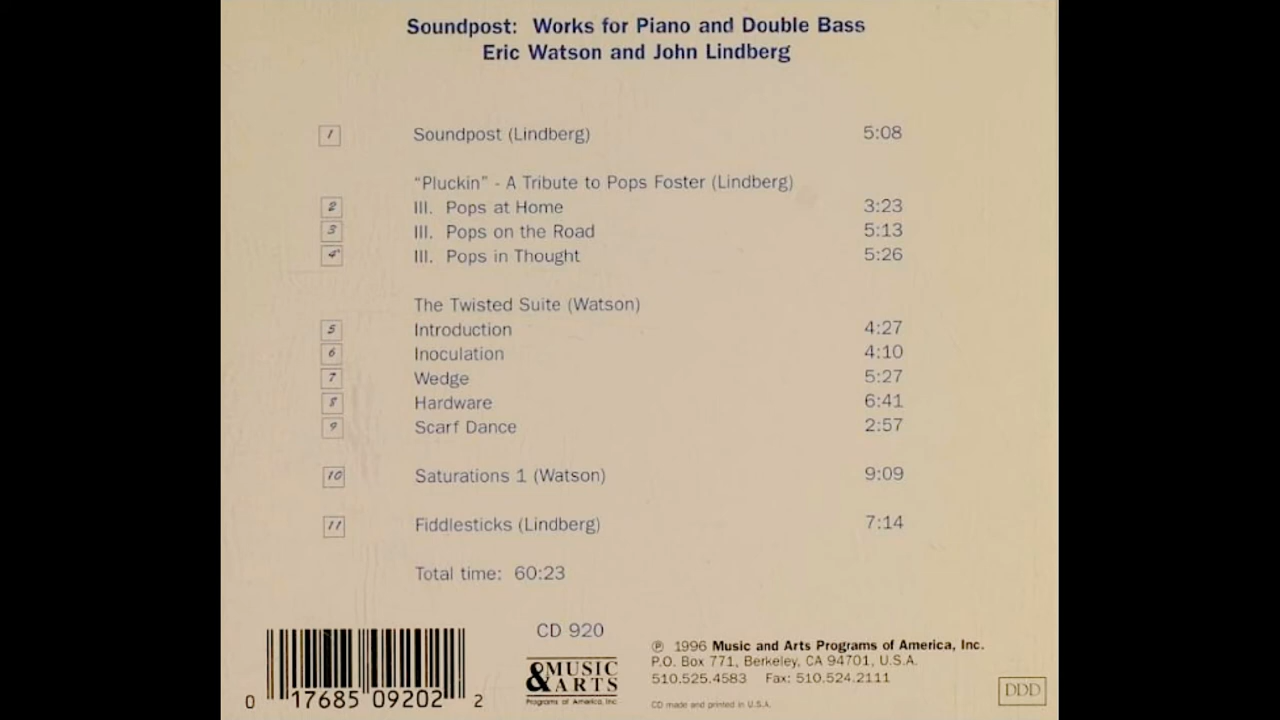 Soundpost: Works for Piano and Double Bass
Eric Watson and John Lindberg
1 Soundpost (Lindberg) 5:08
“Pluckin” - A Tribute to Pops Foster (Lindberg)
2 III. Pops at Home 3:23
3 III. Pops on the Road 5:13
4 III. Pops in Thought 5:26
The Twisted Suite (Watson)
5 Introduction 4:27
6 Inoculation 4:10
7 Wedge 5:27
8 Hardware 6:41
9 Scarf Dance 2:57
10 Saturations 1 (Watson) 9:09
11 Fiddlesticks (Lindberg) 7:14
Total time: 60:23
0 17685 09202 2
CD 920
MUSIC
& ARTS
Programs of America, Inc.
℗ 1996 Music and Arts Programs of America, Inc.
P.O. Box 771, Berkeley, CA 94701, U.S.A.
510.525.4583 Fax: 510.524.2111
CD made and printed in U.S.A.
DDD